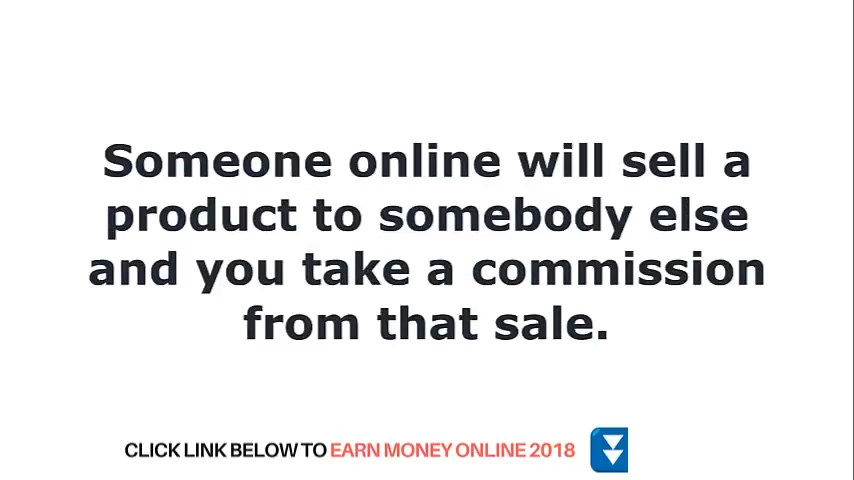 Someone online will sell a
product to somebody else
and you take a commission
from that sale.
CLICK LINK BELOW TO EARN MONEY ONLINE 2018